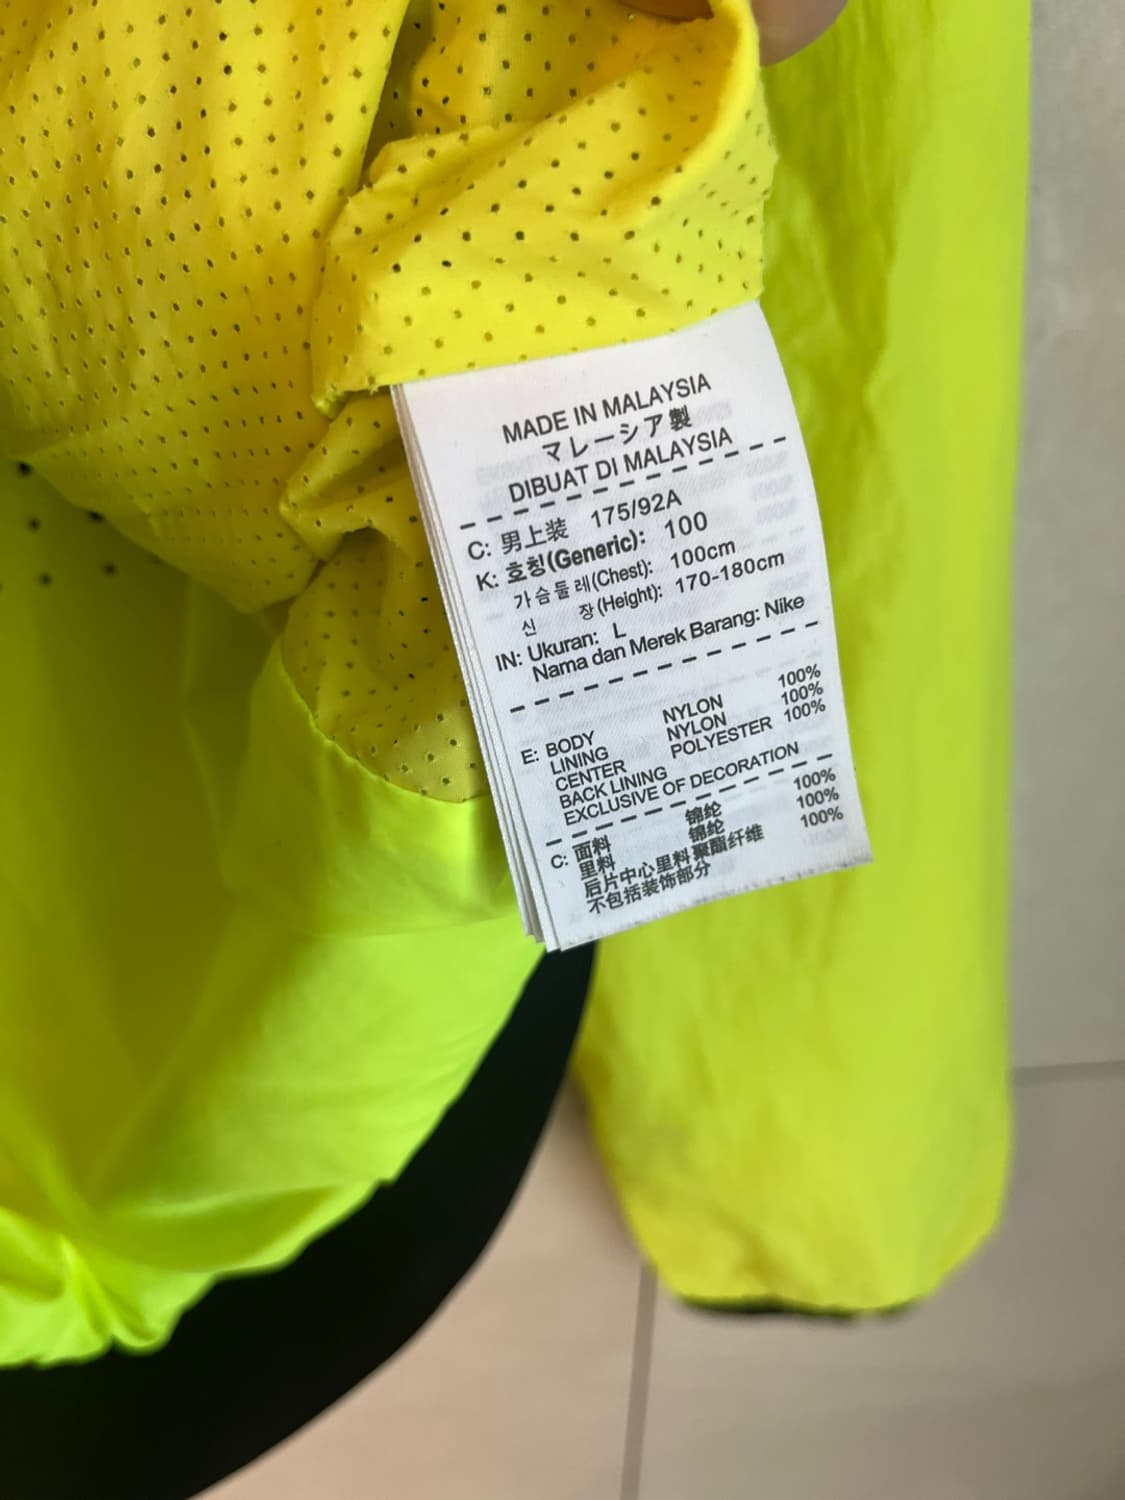 MADE IN MALAYSIA
マレーシア製
DIBUAT DI MALAYSIA
C: 男上装 175/92A
K: 호칭(Generic): 100
가슴둘레(Chest): 100cm
신 장(Height): 170-180cm
IN: Ukuran: L
Nama dan Merek Barang: Nike
E: BODY NYLON 100%
LINING NYLON 100%
CENTER POLYESTER 100%
BACK LINING
EXCLUSIVE OF DECORATION
C: 面料 锦纶 100%
里料 锦纶 100%
后片中心里料 聚酯纤维 100%
不包括装饰部分